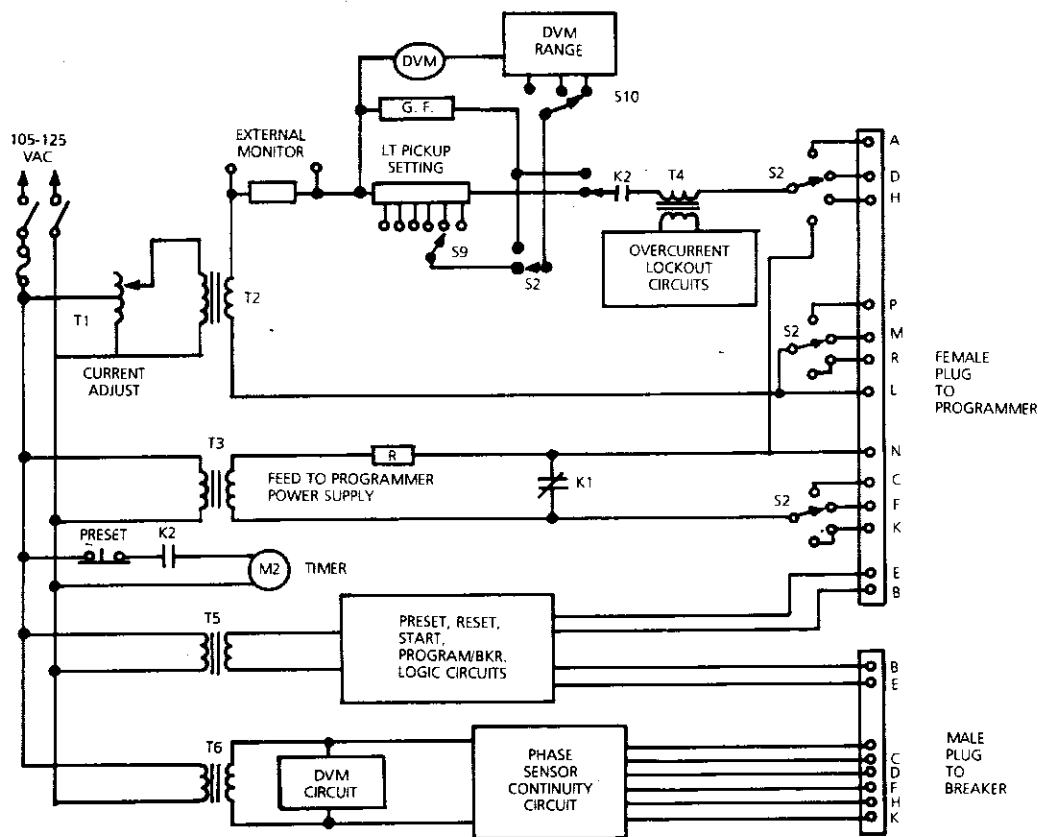 DVM
RANGE
DVM
S10
G. F.
105-125
VAC
EXTERNAL
MONITOR
LT PICKUP
SETTING
K2
T4
S2
A
D
H
S9
S2
OVERCURRENT
LOCKOUT
CIRCUITS
T1
T2
CURRENT
ADJUST
S2
P
M
R
L
FEMALE
PLUG
TO
PROGRAMMER
T3
R
FEED TO PROGRAMMER
POWER SUPPLY
K1
N
S2
C
F
K
PRESET
K2
M2
TIMER
E
B
T5
PRESET, RESET,
START,
PROGRAM/BKR.
LOGIC CIRCUITS
B
E
T6
DVM
CIRCUIT
PHASE
SENSOR
CONTINUITY
CIRCUIT
C
D
F
H
K
MALE
PLUG
TO
BREAKER